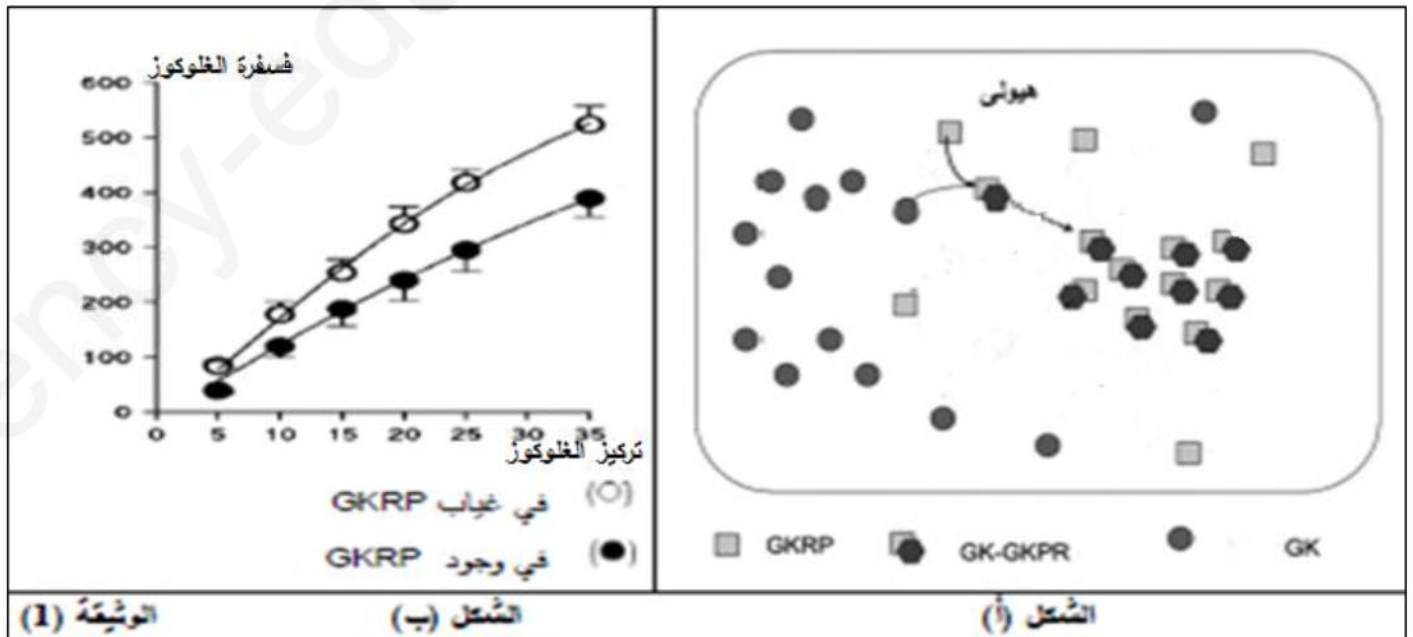 هيولى
GKRP
GK-GKPR
GK
الشكل (أ)
فسفرة الغلوكوز
600
500
400
300
200
100
0
0 5 10 15 20 25 30 35
تركيز الغلوكوز
(○) في غياب GKRP
(●) في وجود GKRP
الشكل (ب)
الوثيقة (1)